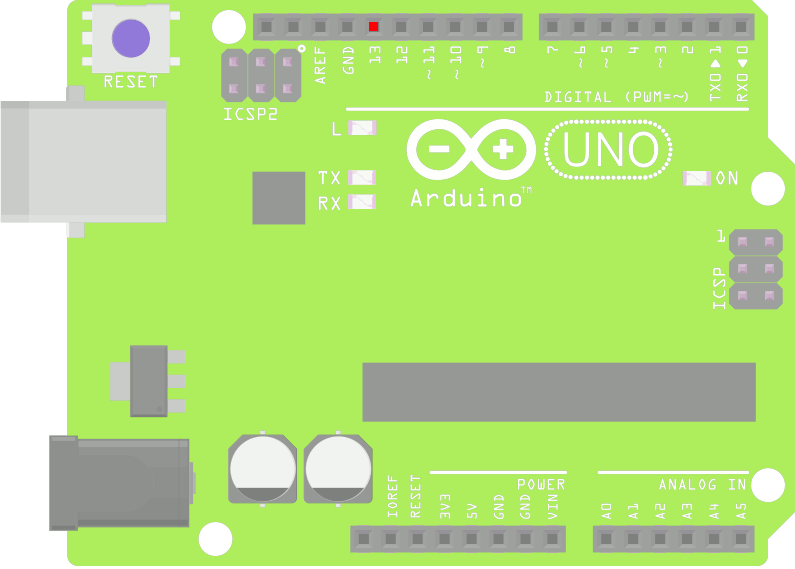 RESET
ICSP2
AREF
GND
13
12
~11
~10
~9
8
7
~6
~5
4
~3
2
TX0▶1
RX0◀0
DIGITAL (PWM=~)
L
TX
RX
Arduino™
UNO
ON
1
ICSP
POWER
ANALOG IN
IOREF
RESET
3V3
5V
GND
GND
VIN
A0
A1
A2
A3
A4
A5